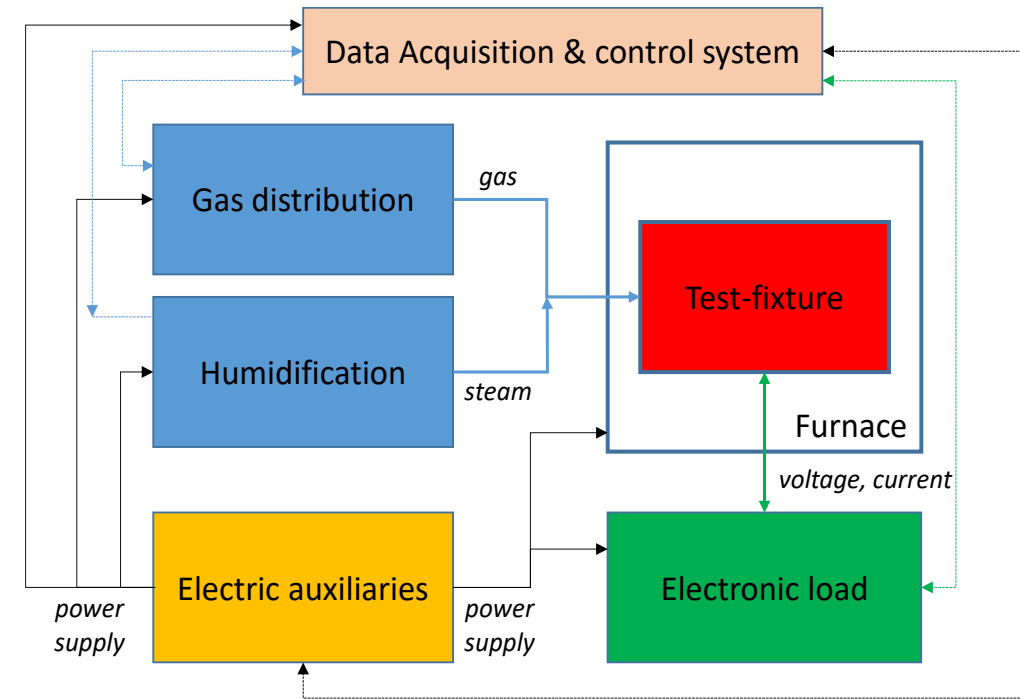 Data Acquisition & control system
Gas distribution
gas
Test-fixture
Humidification
steam
Furnace
voltage, current
Electric auxiliaries
Electronic load
power
supply
power
supply